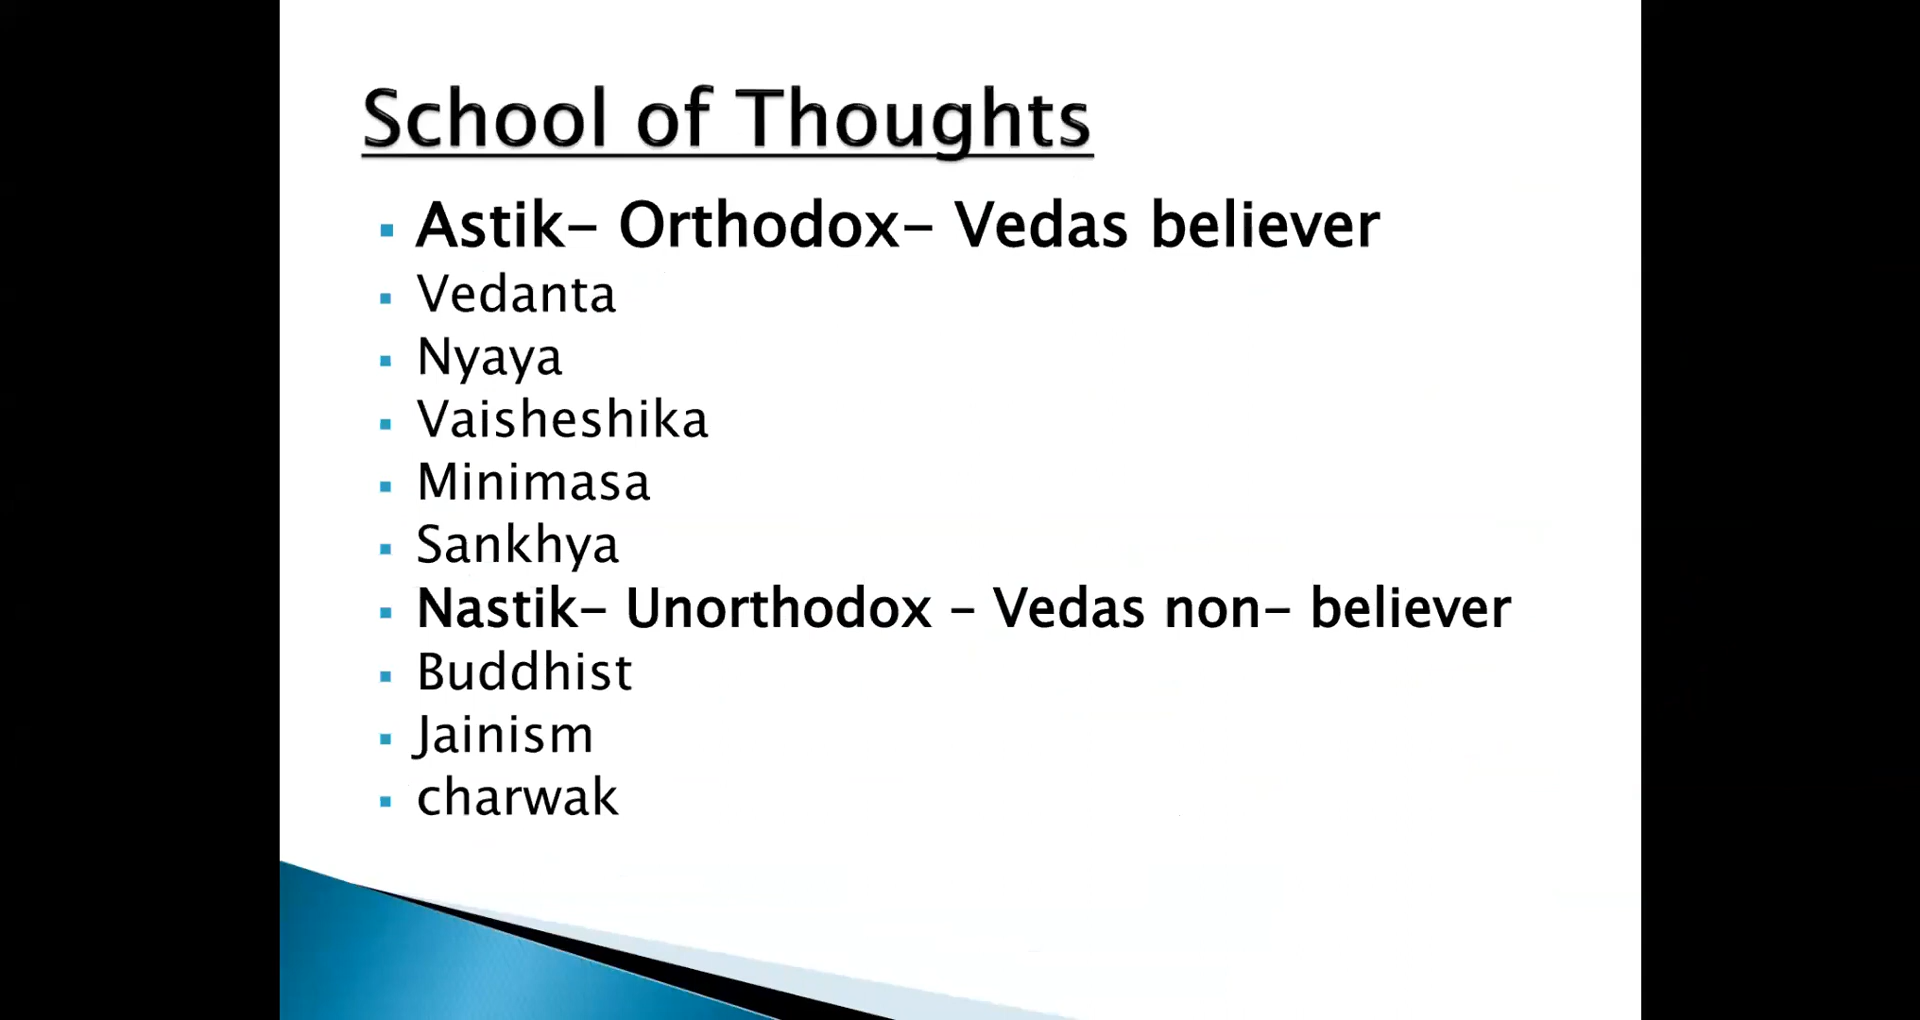 School of Thoughts
Astik- Orthodox- Vedas believer
Vedanta
Nyaya
Vaisheshika
Minimasa
Sankhya
Nastik- Unorthodox - Vedas non- believer
Buddhist
Jainism
charwak